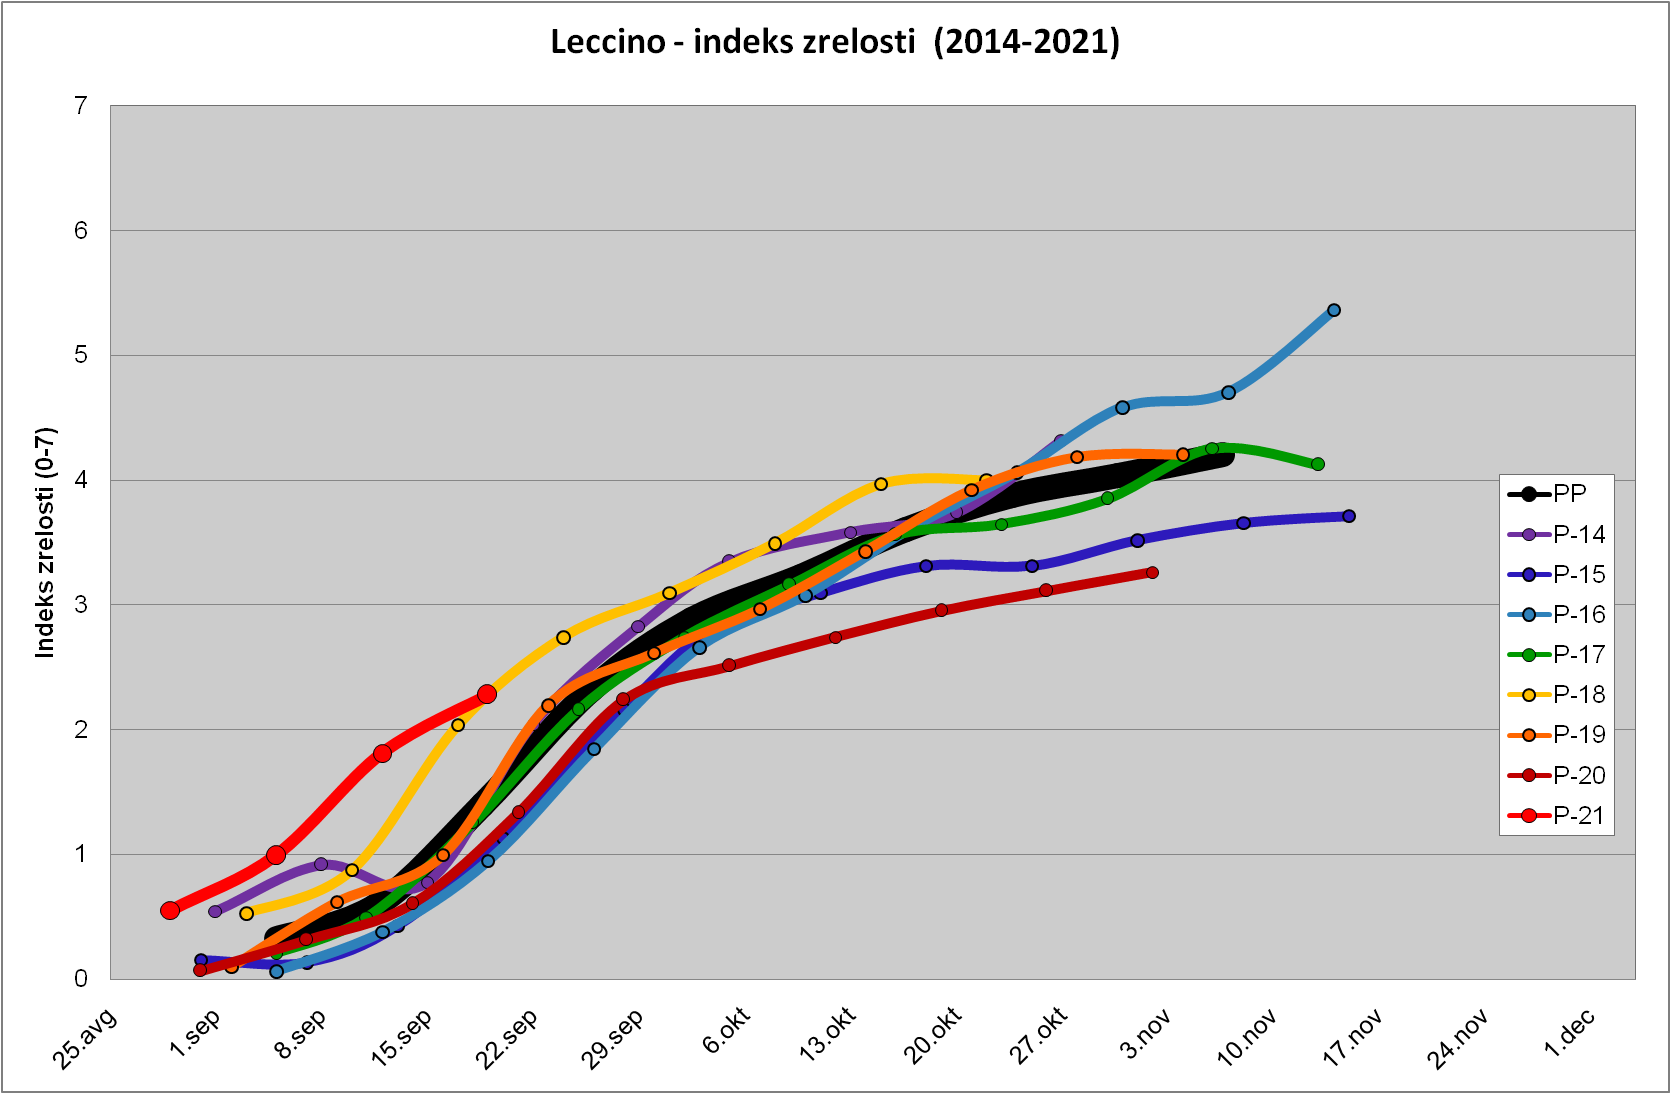 Leccino - indeks zrelosti  (2014-2021)
7
6
5
4
3
2
1
0
Indeks zrelosti (0-7)
25.avg
1.sep
8.sep
15.sep
22.sep
29.sep
6.okt
13.okt
20.okt
27.okt
3.nov
10.nov
17.nov
24.nov
1.dec
PP
P-14
P-15
P-16
P-17
P-18
P-19
P-20
P-21